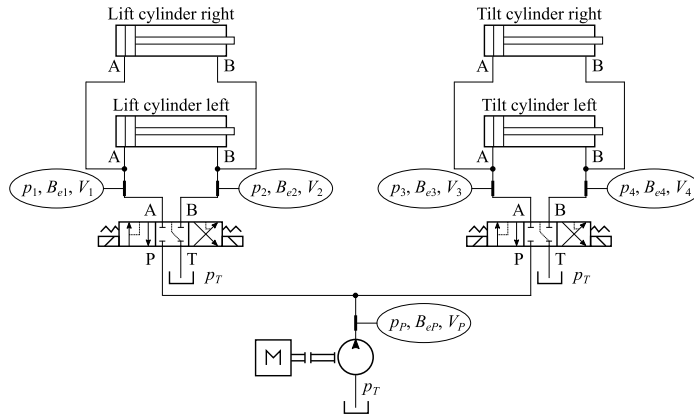 Lift cylinder right
Tilt cylinder right
A B
A B
Lift cylinder left
Tilt cylinder left
A B
A B
p1, Be1, V1
p2, Be2, V2
p3, Be3, V3
p4, Be4, V4
A B
A B
P T
P T
pT
pT
pP, BeP, VP
M
pT